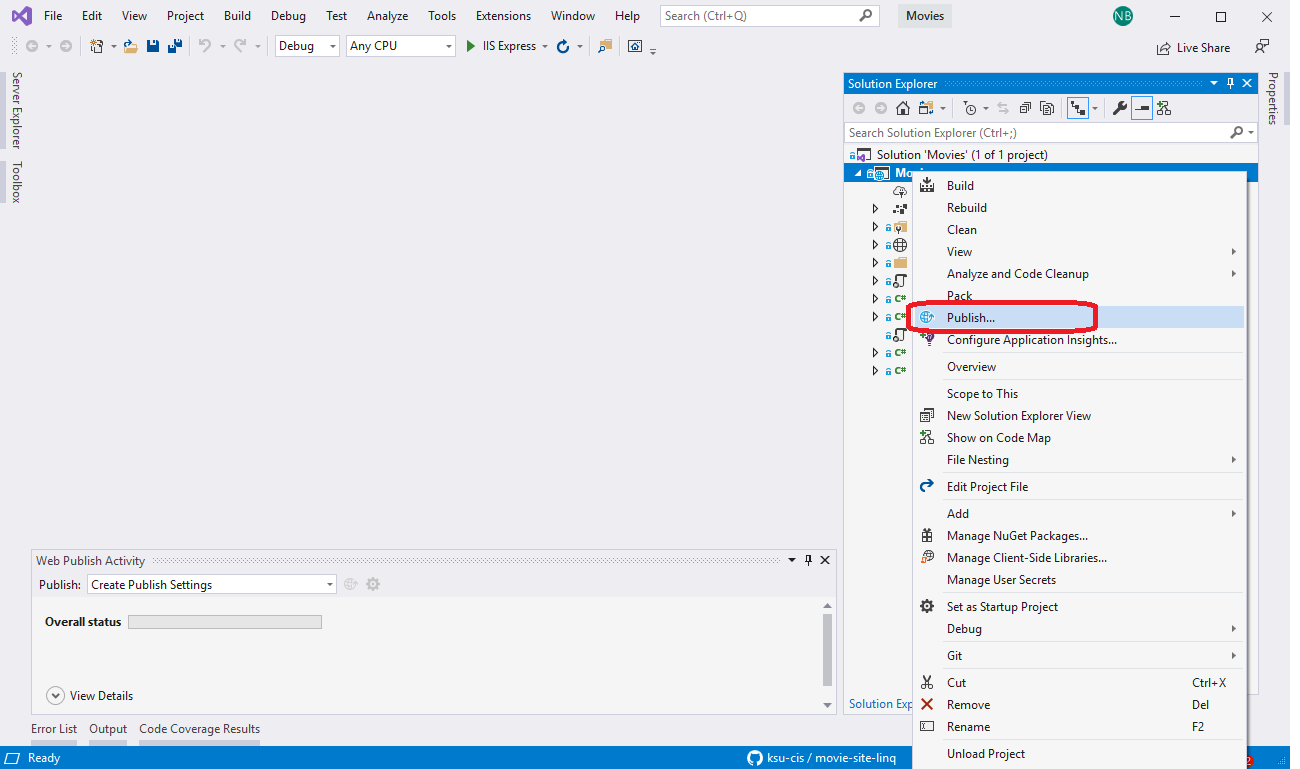 File Edit View Project Build Debug Test Analyze Tools Extensions Window Help Search (Ctrl+Q) Movies NB
Debug Any CPU IIS Express Live Share
Server Explorer
Toolbox
Solution Explorer
Properties
Search Solution Explorer (Ctrl+;)
Solution 'Movies' (1 of 1 project)
Build
Rebuild
Clean
View
Analyze and Code Cleanup
Pack
C#
Publish...
C#
Configure Application Insights...
C#
Overview
C#
Scope to This
New Solution Explorer View
Show on Code Map
File Nesting
Edit Project File
Add
Manage NuGet Packages...
Manage Client-Side Libraries...
Manage User Secrets
Set as Startup Project
Debug
Git
Cut Ctrl+X
Remove Del
Rename F2
Unload Project
Web Publish Activity
Publish: Create Publish Settings
Overall status
View Details
Solution
Error List Output Code Coverage Results
Ready ksu-cis / movie-site-linq 2